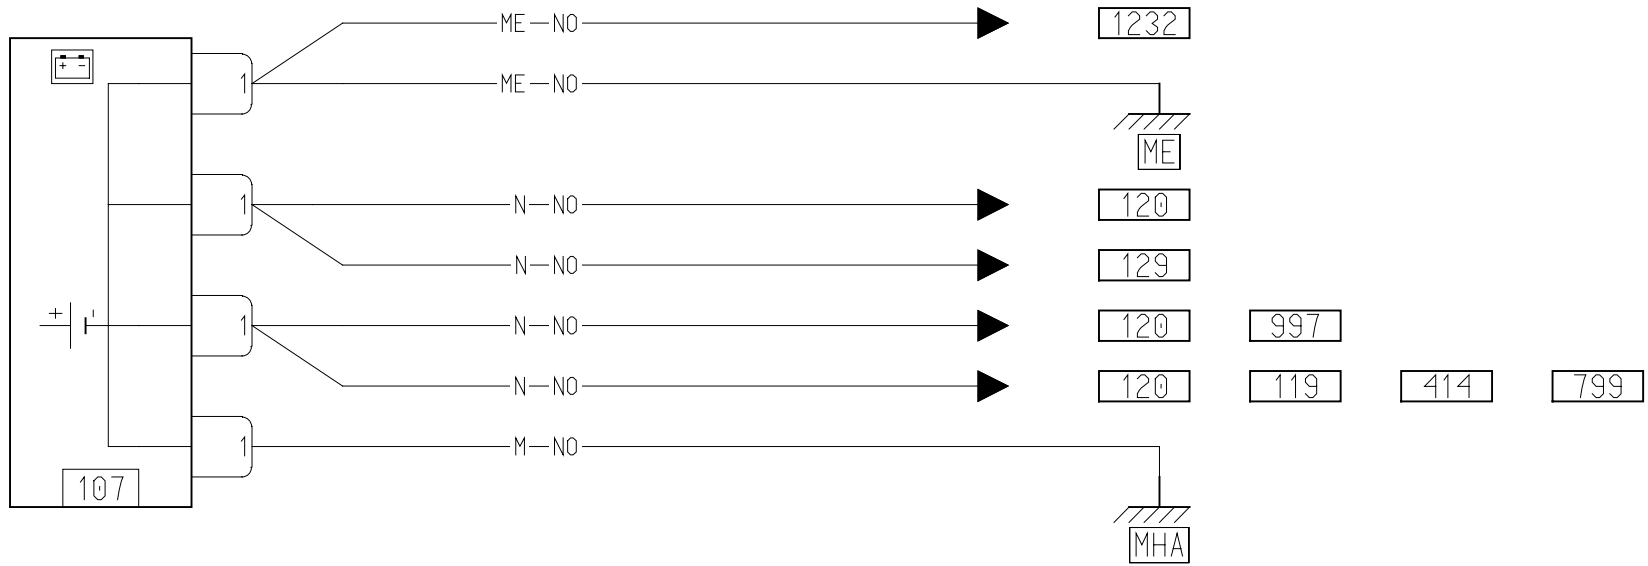 ME NO 1232
+ -
1 ME NO
ME
1 N NO 120
N NO 129
+ -
1 N NO 120 997
N NO 120 119 414 799
1 M NO
107
MHA